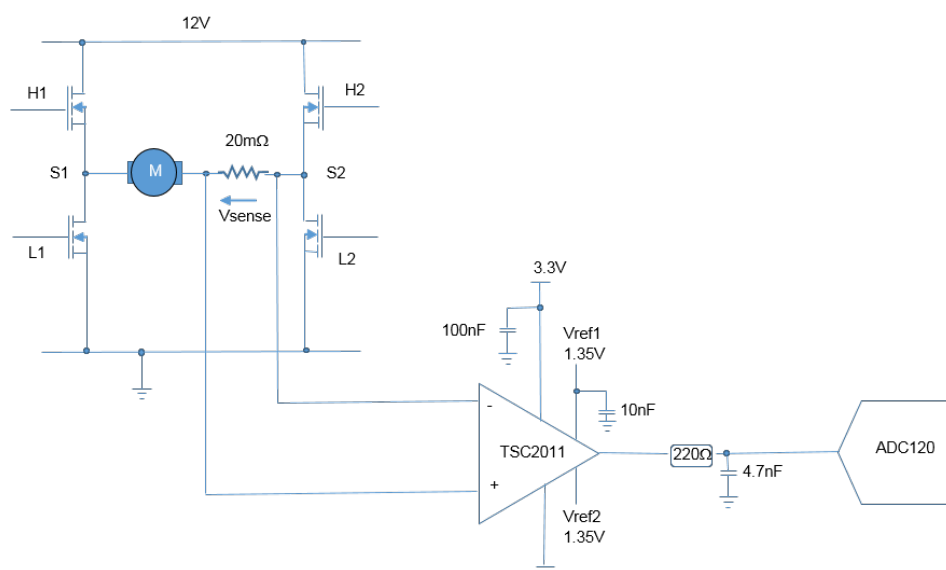 12V
H1
H2
20mΩ
S1
M
S2
Vsense
L1
L2
3.3V
100nF
Vref1
1.35V
10nF
-
TSC2011
+
220Ω
4.7nF
ADC120
Vref2
1.35V